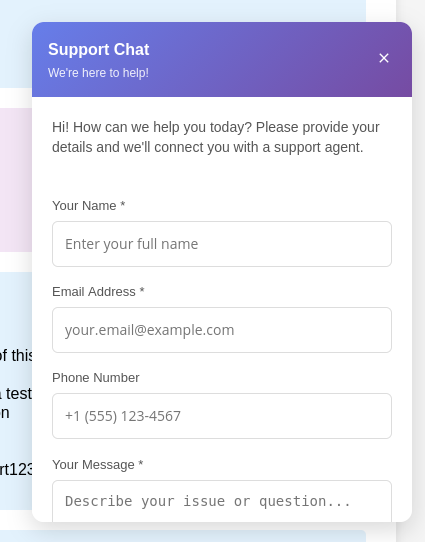 Support Chat
We're here to help!
×
Hi! How can we help you today? Please provide your
details and we'll connect you with a support agent.
Your Name *
Enter your full name
Email Address *
your.email@example.com
Phone Number
+1 (555) 123-4567
Your Message *
Describe your issue or question...
of this
test
on
rt123